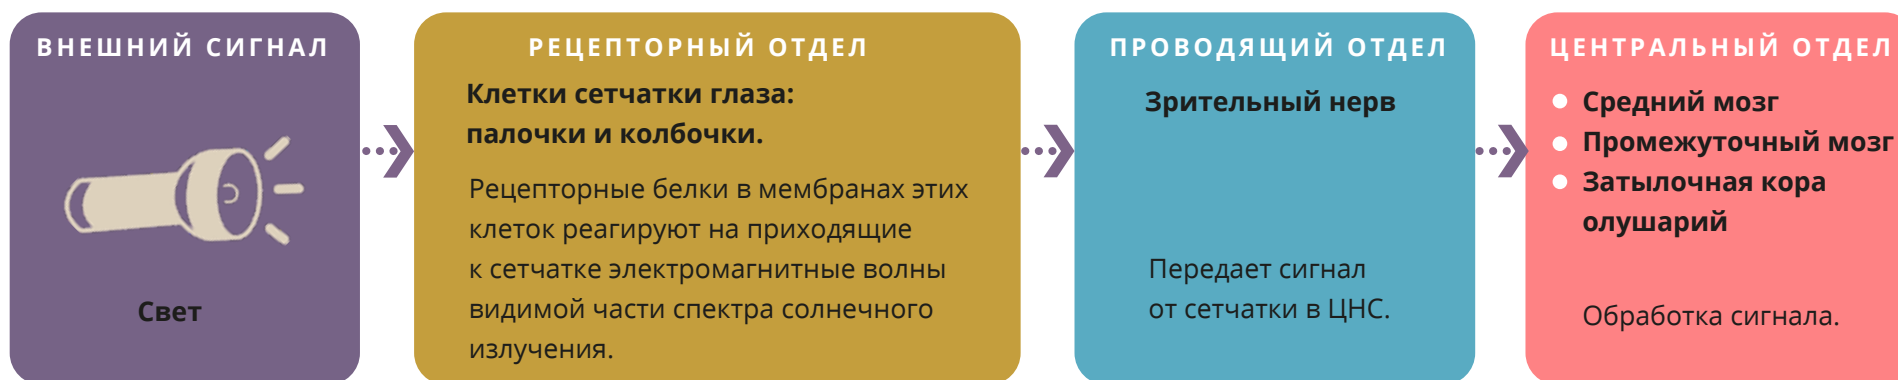 ВНЕШНИЙ СИГНАЛ
Свет
РЕЦЕПТОРНЫЙ ОТДЕЛ
Клетки сетчатки глаза:
палочки и колбочки.
Рецепторные белки в мембранах этих
клеток реагируют на приходящие
к сетчатке электромагнитные волны
видимой части спектра солнечного
излучения.
ПРОВОДЯЩИЙ ОТДЕЛ
Зрительный нерв
Передает сигнал
от сетчатки в ЦНС.
ЦЕНТРАЛЬНЫЙ ОТДЕЛ
Средний мозг
Промежуточный мозг
Затылочная кора
олушарий
Обработка сигнала.